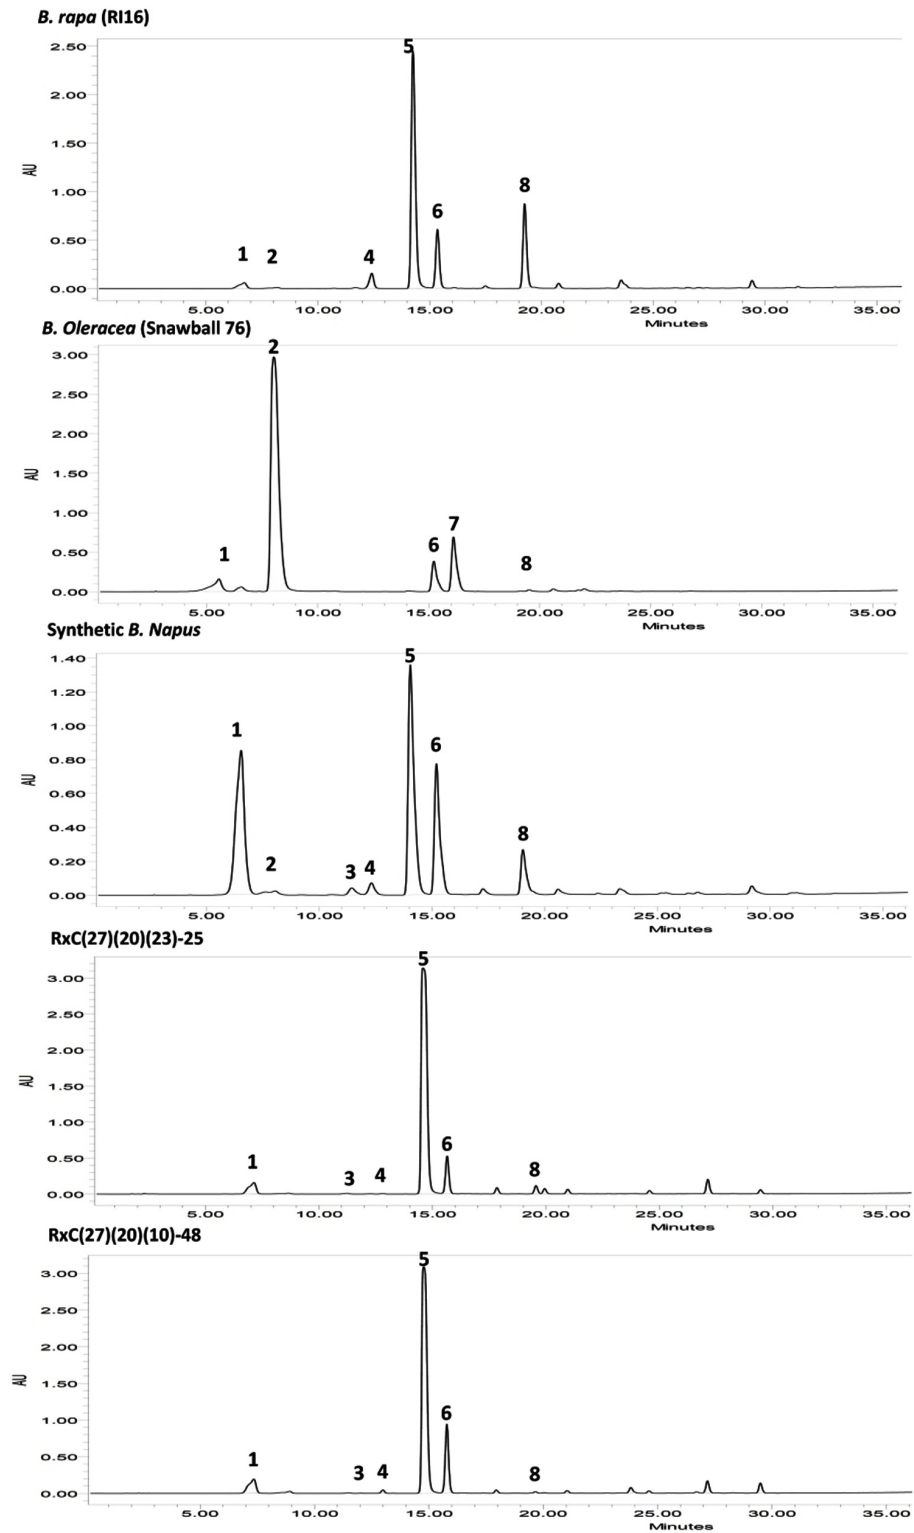 B. rapa (RI16)
5
2.50
2.00
1.50
AU
1.00
8
6
0.50
1 2 4
0.00
5.00 10.00 15.00 20.00 25.00 30.00 35.00
Minutes
B. Oleracea (Snawball 76)
2
3.00
2.50
2.00
1.50
AU
1.00
7
0.50
1 6 8
0.00
5.00 10.00 15.00 20.00 25.00 30.00 35.00
Minutes
Synthetic B. Napus
5
1.40
1.20
1.00
1 6
0.80
AU
0.60
0.40
8
0.20
2 3 4
0.00
5.00 10.00 15.00 20.00 25.00 30.00 35.00
Minutes
RxC(27)(20)(23)-25
5
3.00
2.50
2.00
AU
1.50
1.00
6
0.50
1 3 4 8
0.00
5.00 10.00 15.00 20.00 25.00 30.00 35.00
Minutes
RxC(27)(20)(10)-48
5
3.00
2.50
2.00
AU
1.50
1.00
6
0.50
1 3 4 8
0.00
5.00 10.00 15.00 20.00 25.00 30.00 35.00
Minutes